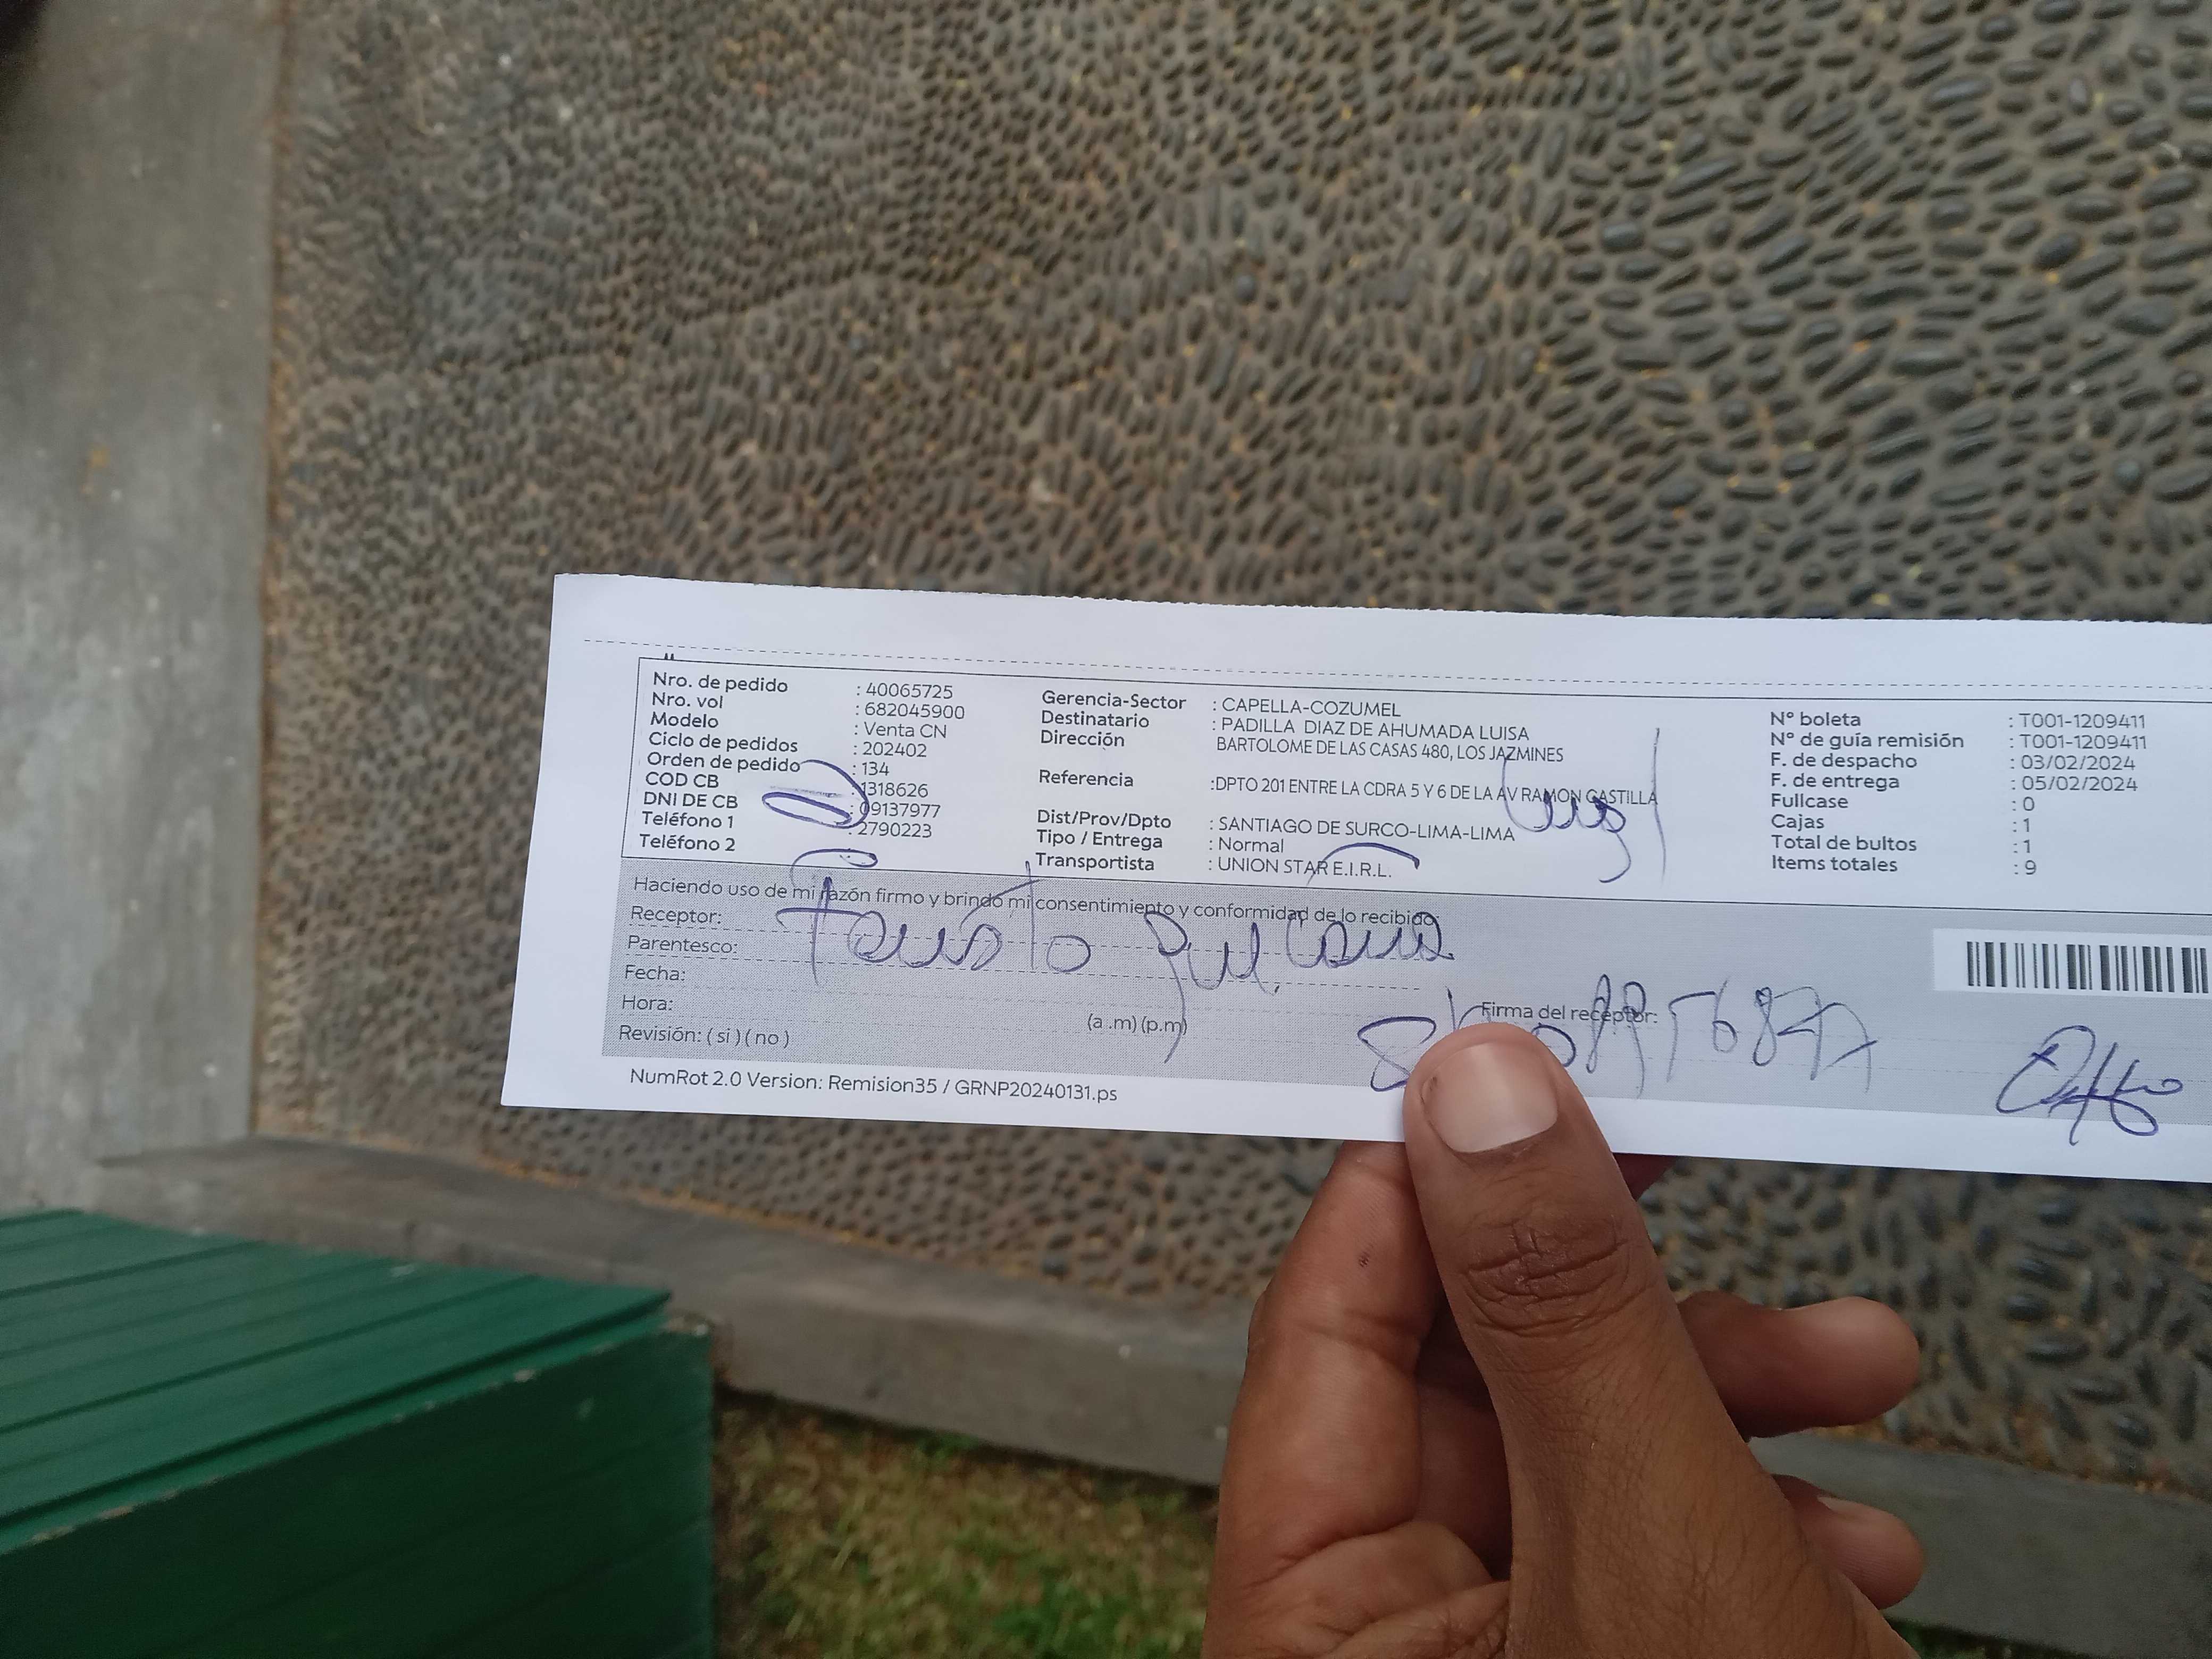 Nro. de pedido : 40065725
Nro. vol : 682045900
Modelo : Venta CN
Ciclo de pedidos : 202402
Orden de pedido : 134
COD CB : 1318626
DNI DE CB : 09137977
Teléfono 1 : 2790223
Teléfono 2
Gerencia-Sector : CAPELLA-COZUMEL
Destinatario : PADILLA DIAZ DE AHUMADA LUISA
Dirección BARTOLOME DE LAS CASAS 480, LOS JAZMINES
Referencia :DPTO 201 ENTRE LA CDRA 5 Y 6 DE LA AV RAMON CASTILLA
Dist/Prov/Dpto : SANTIAGO DE SURCO-LIMA-LIMA
Tipo / Entrega : Normal
Transportista : UNION STAR E.I.R.L.
N° boleta : T001-1209411
N° de guía remisión : T001-1209411
F. de despacho : 03/02/2024
F. de entrega : 05/02/2024
Fullcase : 0
Cajas : 1
Total de bultos : 1
Items totales : 9
Haciendo uso de mi razón firmo y brindo mi consentimiento y conformidad de lo recibido
Receptor: Fausto
Parentesco:
Fecha:
Hora: (a .m) (p.m)
Revisión: ( si ) ( no )
Firma del receptor:
NumRot 2.0 Version: Remision35 / GRNP20240131.ps